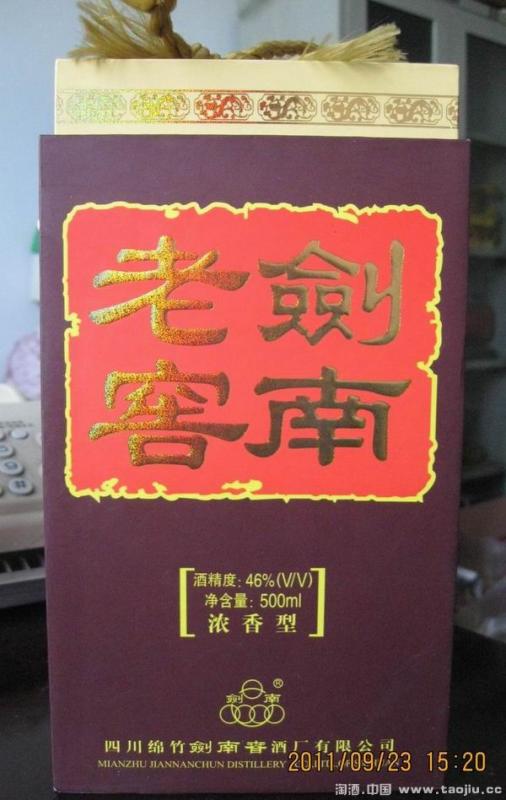 劍南
老窖
酒精度: 46%(V/V)
净含量: 500ml
浓香型
劍南
®
四川绵竹剑南春酒厂有限公司
MIANZHU JIANNANCHUN DISTILLERY
2011/09/23 15:20
淘酒.中国 www.taojiu.cc